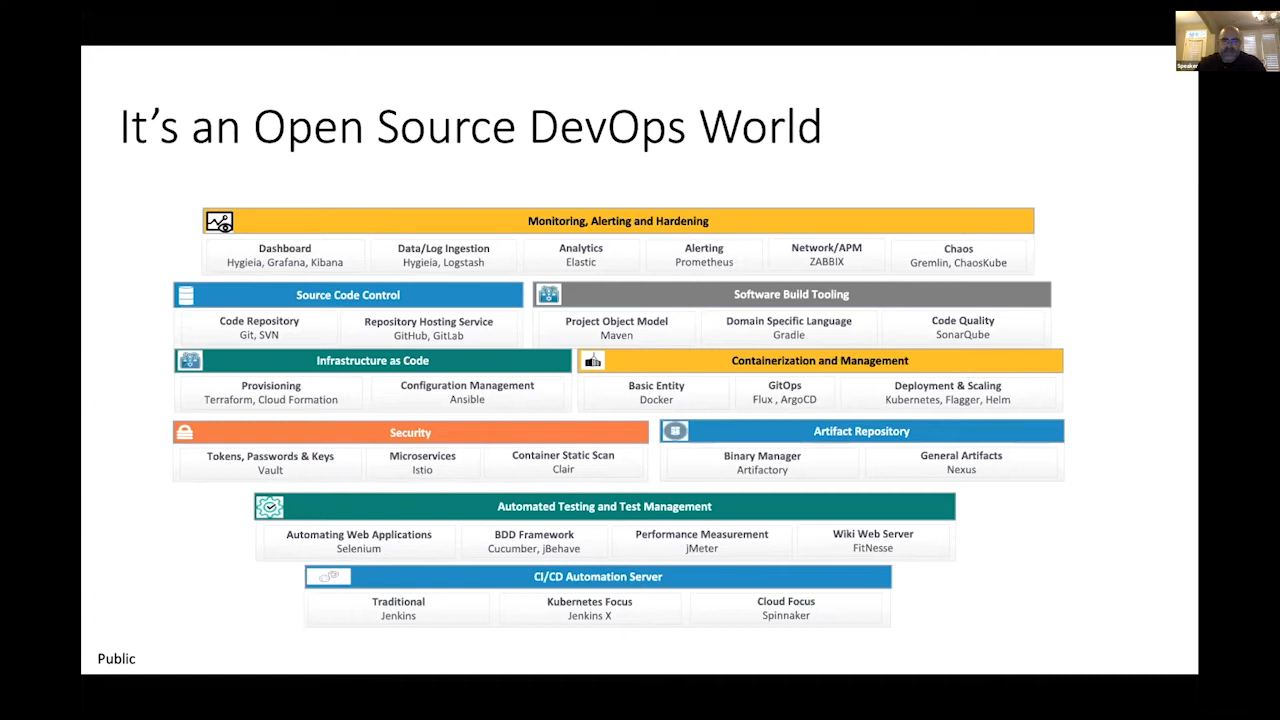 Speaker
It's an Open Source DevOps World
Monitoring, Alerting and Hardening
Dashboard
Hygieia, Grafana, Kibana
Data/Log Ingestion
Hygieia, Logstash
Analytics
Elastic
Alerting
Prometheus
Network/APM
ZABBIX
Chaos
Gremlin, ChaosKube
Source Code Control
Code Repository
Git, SVN
Repository Hosting Service
GitHub, GitLab
Software Build Tooling
Project Object Model
Maven
Domain Specific Language
Gradle
Code Quality
SonarQube
Infrastructure as Code
Provisioning
Terraform, Cloud Formation
Configuration Management
Ansible
Containerization and Management
Basic Entity
Docker
GitOps
Flux , ArgoCD
Deployment & Scaling
Kubernetes, Flagger, Helm
Security
Tokens, Passwords & Keys
Vault
Microservices
Istio
Container Static Scan
Clair
Artifact Repository
Binary Manager
Artifactory
General Artifacts
Nexus
Automated Testing and Test Management
Automating Web Applications
Selenium
BDD Framework
Cucumber, jBehave
Performance Measurement
jMeter
Wiki Web Server
FitNesse
CI/CD Automation Server
Traditional
Jenkins
Kubernetes Focus
Jenkins X
Cloud Focus
Spinnaker
Public